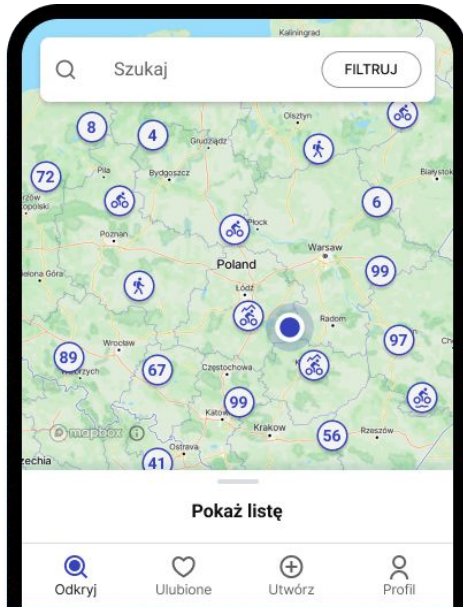 Kaliningrad
Szukaj
FILTRUJ
Olsztyn
8
4
Grudziądz
72
Piła
Bydgoszcz
Białystok
6
Poznań
Płock
Warsaw
Poland
99
Zielona Góra
Łódź
Radom
97
Wrocław
89
67
Częstochowa
99
Krakow
56
Rzeszów
mapbox
Ostrava
41
zechia
Pokaż listę
Odkryj
Ulubione
Utwórz
Profil